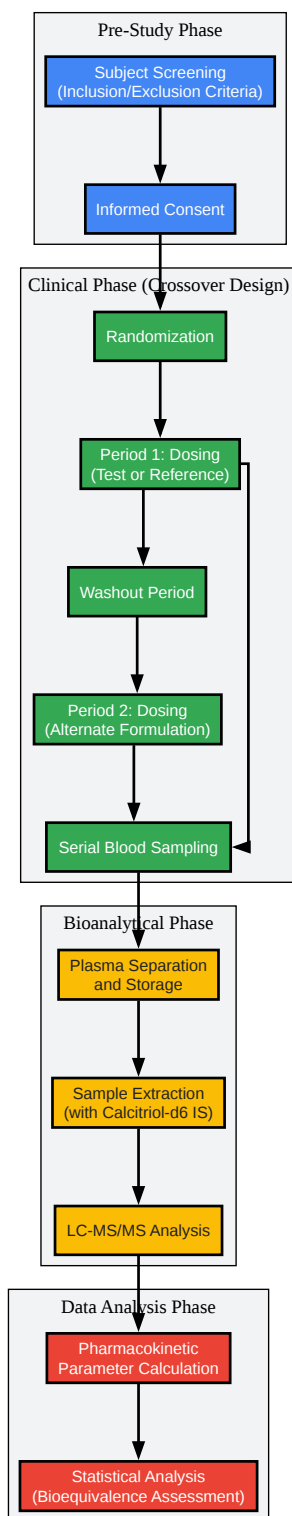 Pre-Study Phase
Subject Screening
(Inclusion/Exclusion Criteria)
Informed Consent
Clinical Phase (Crossover Design)
Randomization
Period 1: Dosing
(Test or Reference)
Washout Period
Period 2: Dosing
(Alternate Formulation)
Serial Blood Sampling
Bioanalytical Phase
Plasma Separation
and Storage
Sample Extraction
(with Calcitriol-d6 IS)
LC-MS/MS Analysis
Data Analysis Phase
Pharmacokinetic
Parameter Calculation
Statistical Analysis
(Bioequivalence Assessment)